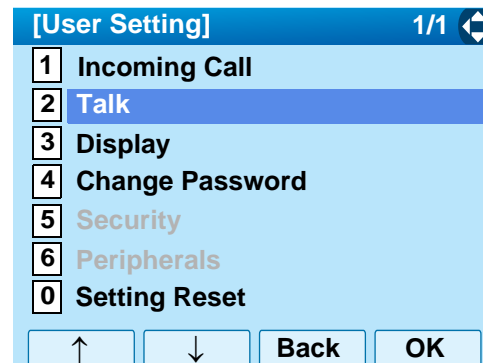 [User Setting] 1/1
1 Incoming Call
2 Talk
3 Display
4 Change Password
5 Security
6 Peripherals
0 Setting Reset
↑ ↓ Back OK